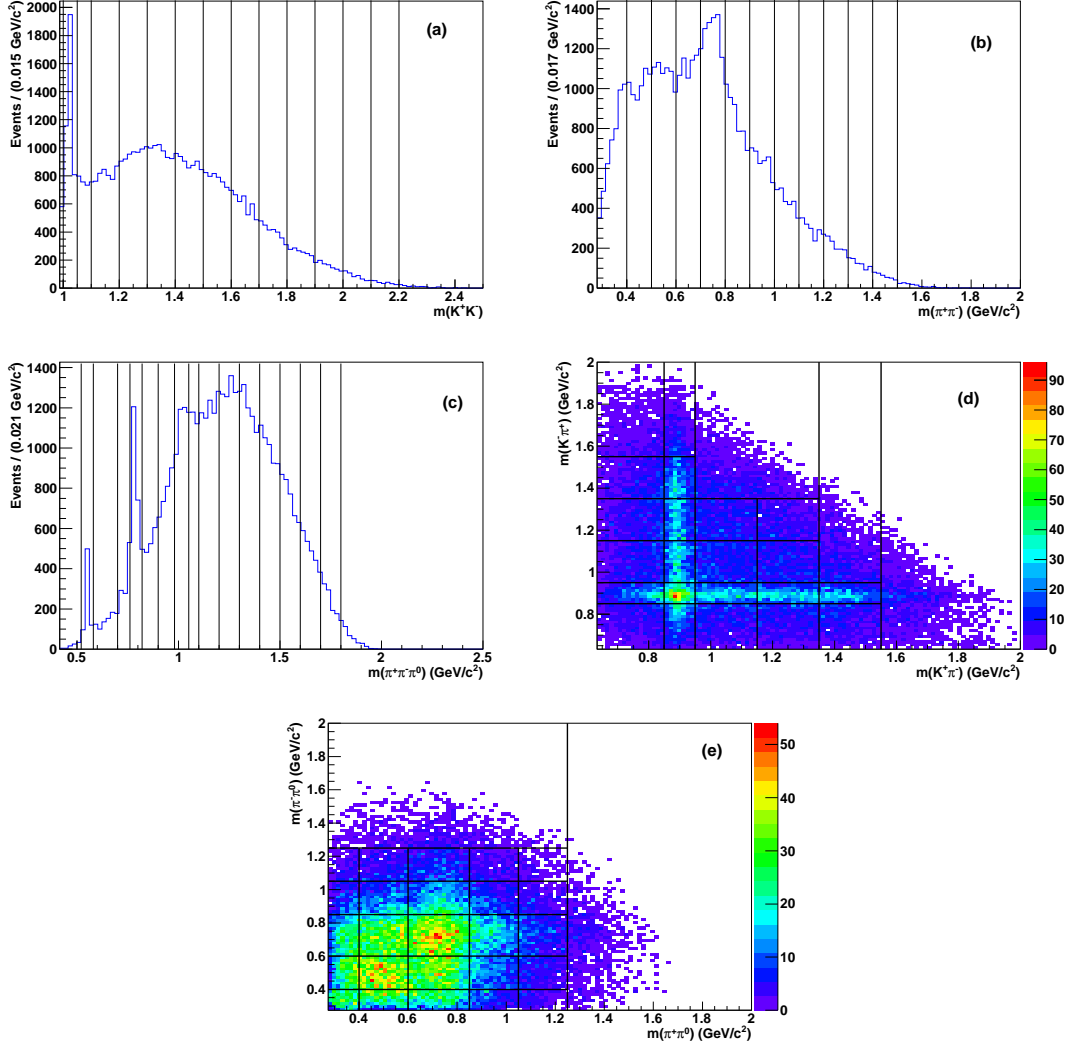 Events / (0.015 GeV/c²)
2000
1800
1600
1400
1200
1000
800
600
400
200
0
(a)
1 1.2 1.4 1.6 1.8 2 2.2 2.4
m(K⁺K⁻)
Events / (0.017 GeV/c²)
1400
1200
1000
800
600
400
200
0
(b)
0.4 0.6 0.8 1 1.2 1.4 1.6 1.8 2
m(π⁺π⁻) (GeV/c²)
Events / (0.021 GeV/c²)
1400
1200
1000
800
600
400
200
0
(c)
0.5 1 1.5 2 2.5
m(π⁺π⁻π⁰) (GeV/c²)
m(K⁻π⁺) (GeV/c²)
2
1.8
1.6
1.4
1.2
1
0.8
(d)
0.8 1 1.2 1.4 1.6 1.8 2
m(K⁺π⁻) (GeV/c²)
90
80
70
60
50
40
30
20
10
0
m(π⁻π⁰) (GeV/c²)
2
1.8
1.6
1.4
1.2
1
0.8
0.6
0.4
(e)
0.4 0.6 0.8 1 1.2 1.4 1.6 1.8 2
m(π⁺π⁰) (GeV/c²)
50
40
30
20
10
0